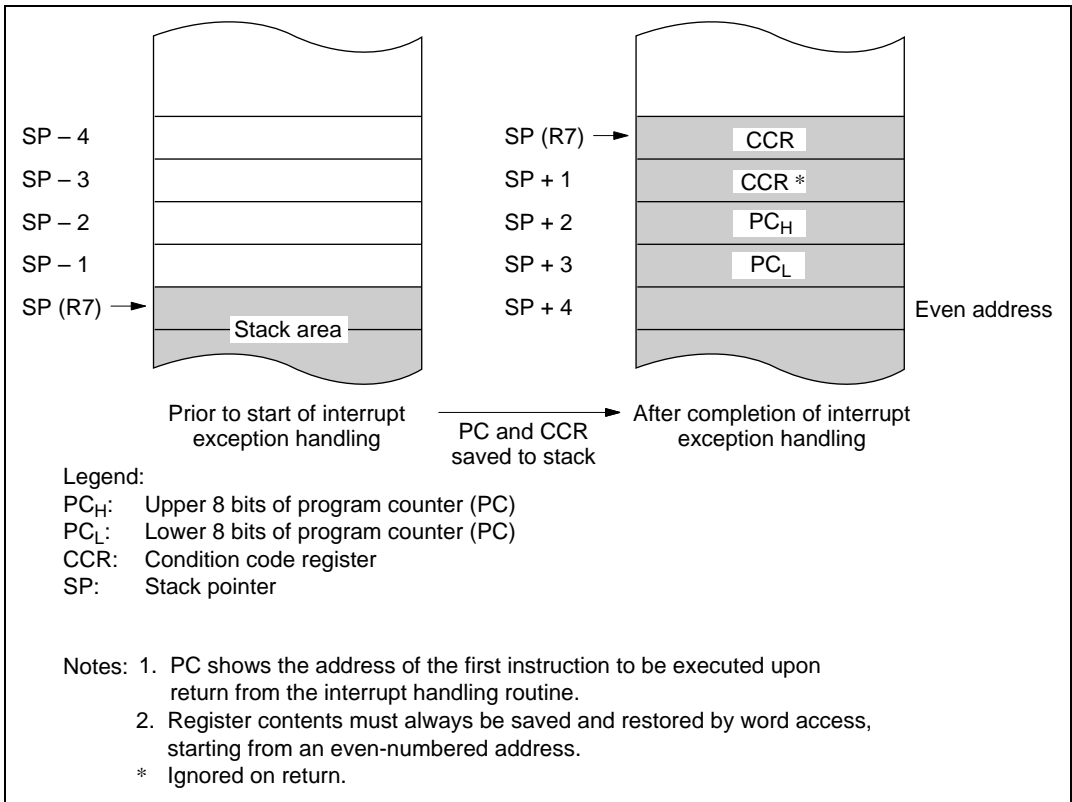 SP – 4
SP – 3
SP – 2
SP – 1
SP (R7)
Stack area
SP (R7)
SP + 1
SP + 2
SP + 3
SP + 4
CCR
CCR *
PCH
PCL
Even address
Prior to start of interrupt
exception handling
PC and CCR
saved to stack
After completion of interrupt
exception handling
Legend:
PCH: Upper 8 bits of program counter (PC)
PCL: Lower 8 bits of program counter (PC)
CCR: Condition code register
SP: Stack pointer
Notes: 1. PC shows the address of the first instruction to be executed upon
return from the interrupt handling routine.
2. Register contents must always be saved and restored by word access,
starting from an even-numbered address.
* Ignored on return.